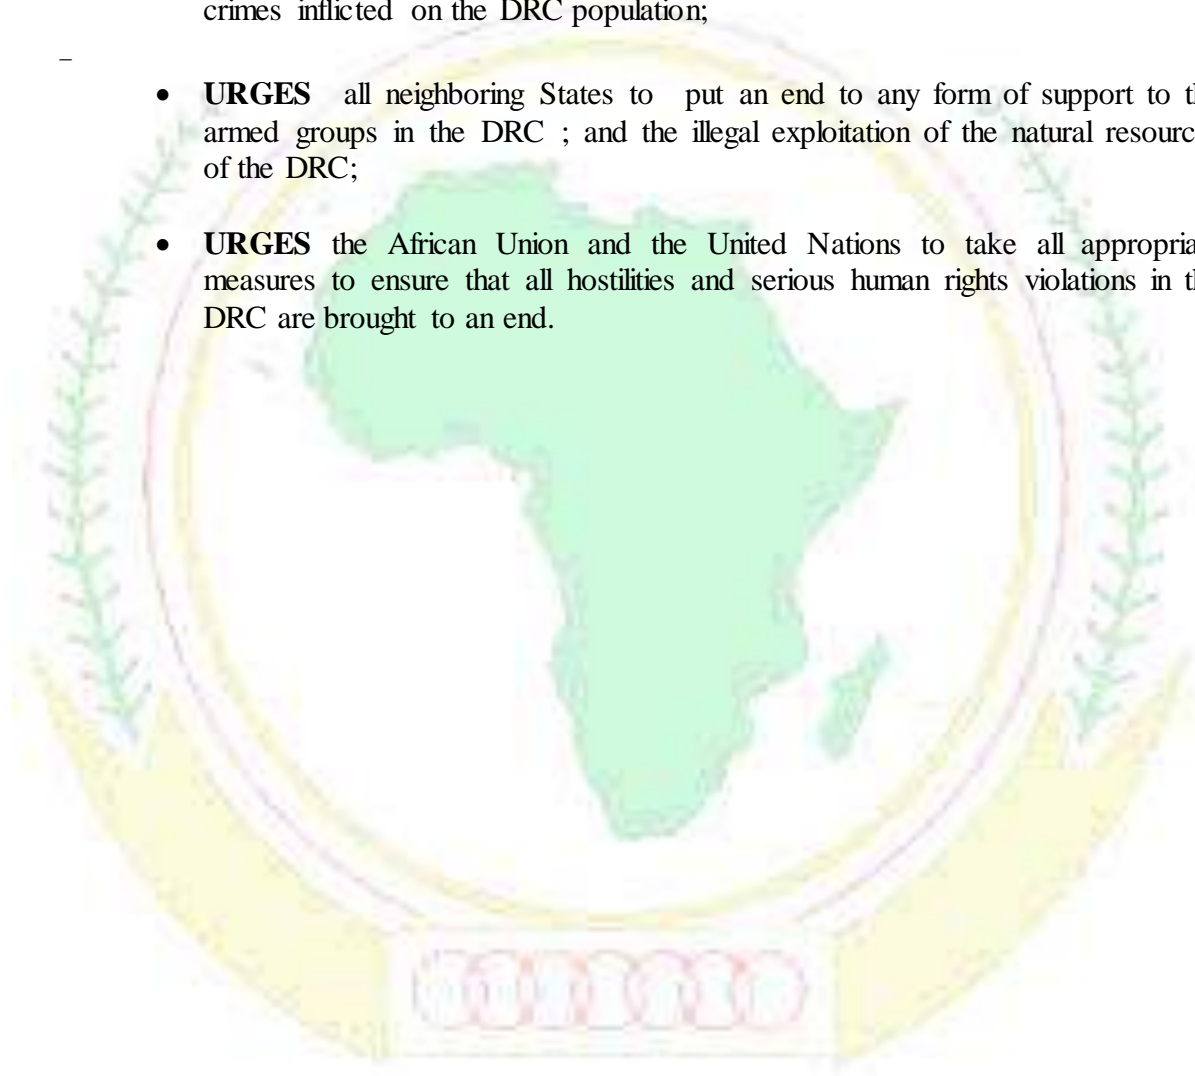 crimes inflicted on the DRC population;
–
• URGES all neighboring States to put an end to any form of support to th
armed groups in the DRC ; and the illegal exploitation of the natural resourc
of the DRC;
• URGES the African Union and the United Nations to take all appropria
measures to ensure that all hostilities and serious human rights violations in th
DRC are brought to an end.